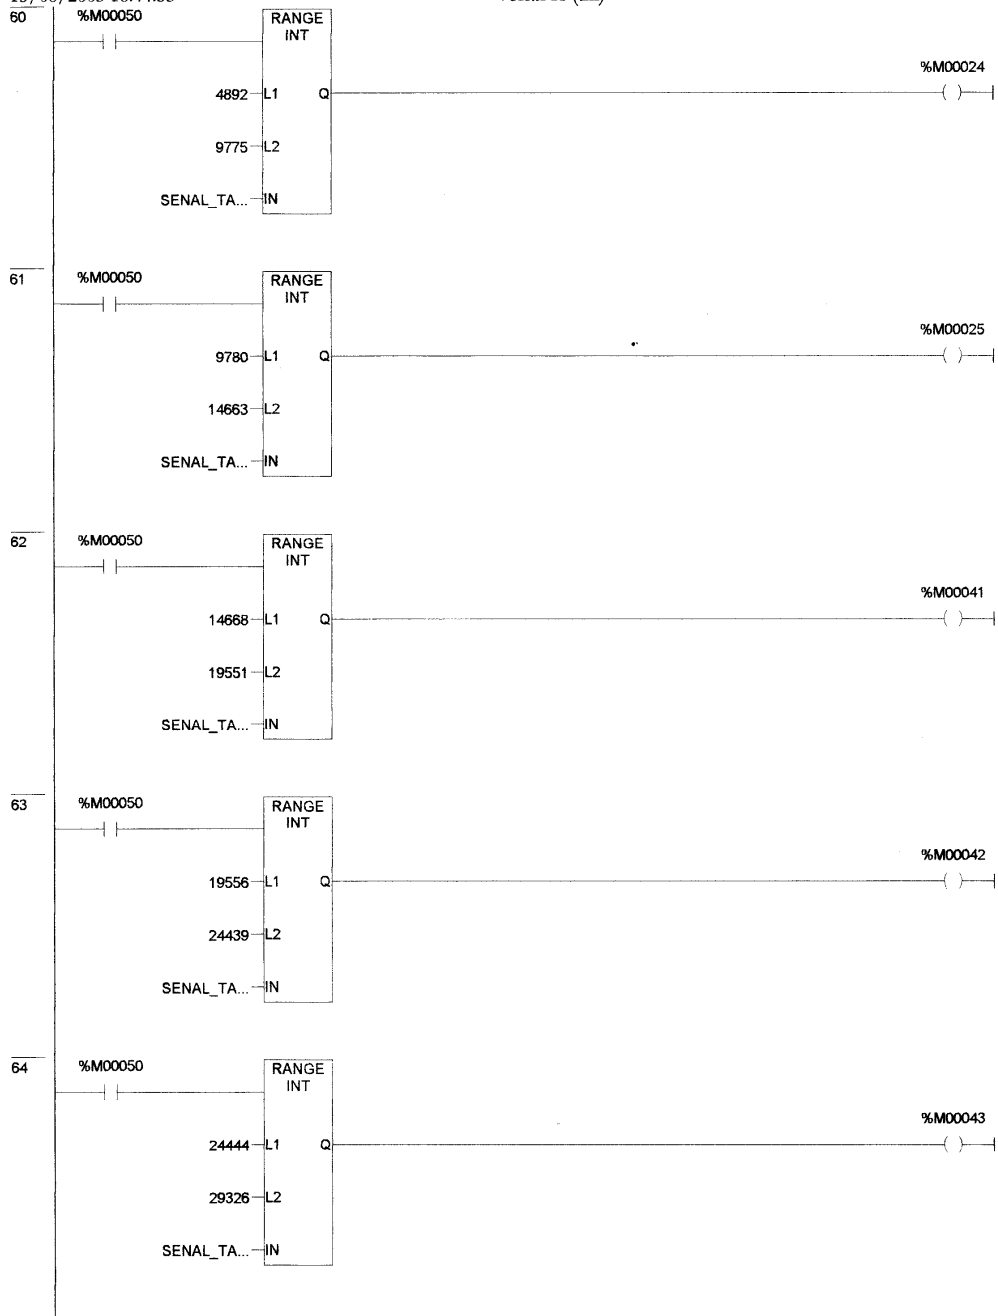 60 %M00050 RANGE
INT
%M00024
4892 L1 Q ( )
9775 L2
SENAL_TA... IN
61 %M00050 RANGE
INT
%M00025
9780 L1 Q ( )
14663 L2
SENAL_TA... IN
62 %M00050 RANGE
INT
%M00041
14668 L1 Q ( )
19551 L2
SENAL_TA... IN
63 %M00050 RANGE
INT
%M00042
19556 L1 Q ( )
24439 L2
SENAL_TA... IN
64 %M00050 RANGE
INT
%M00043
24444 L1 Q ( )
29326 L2
SENAL_TA... IN